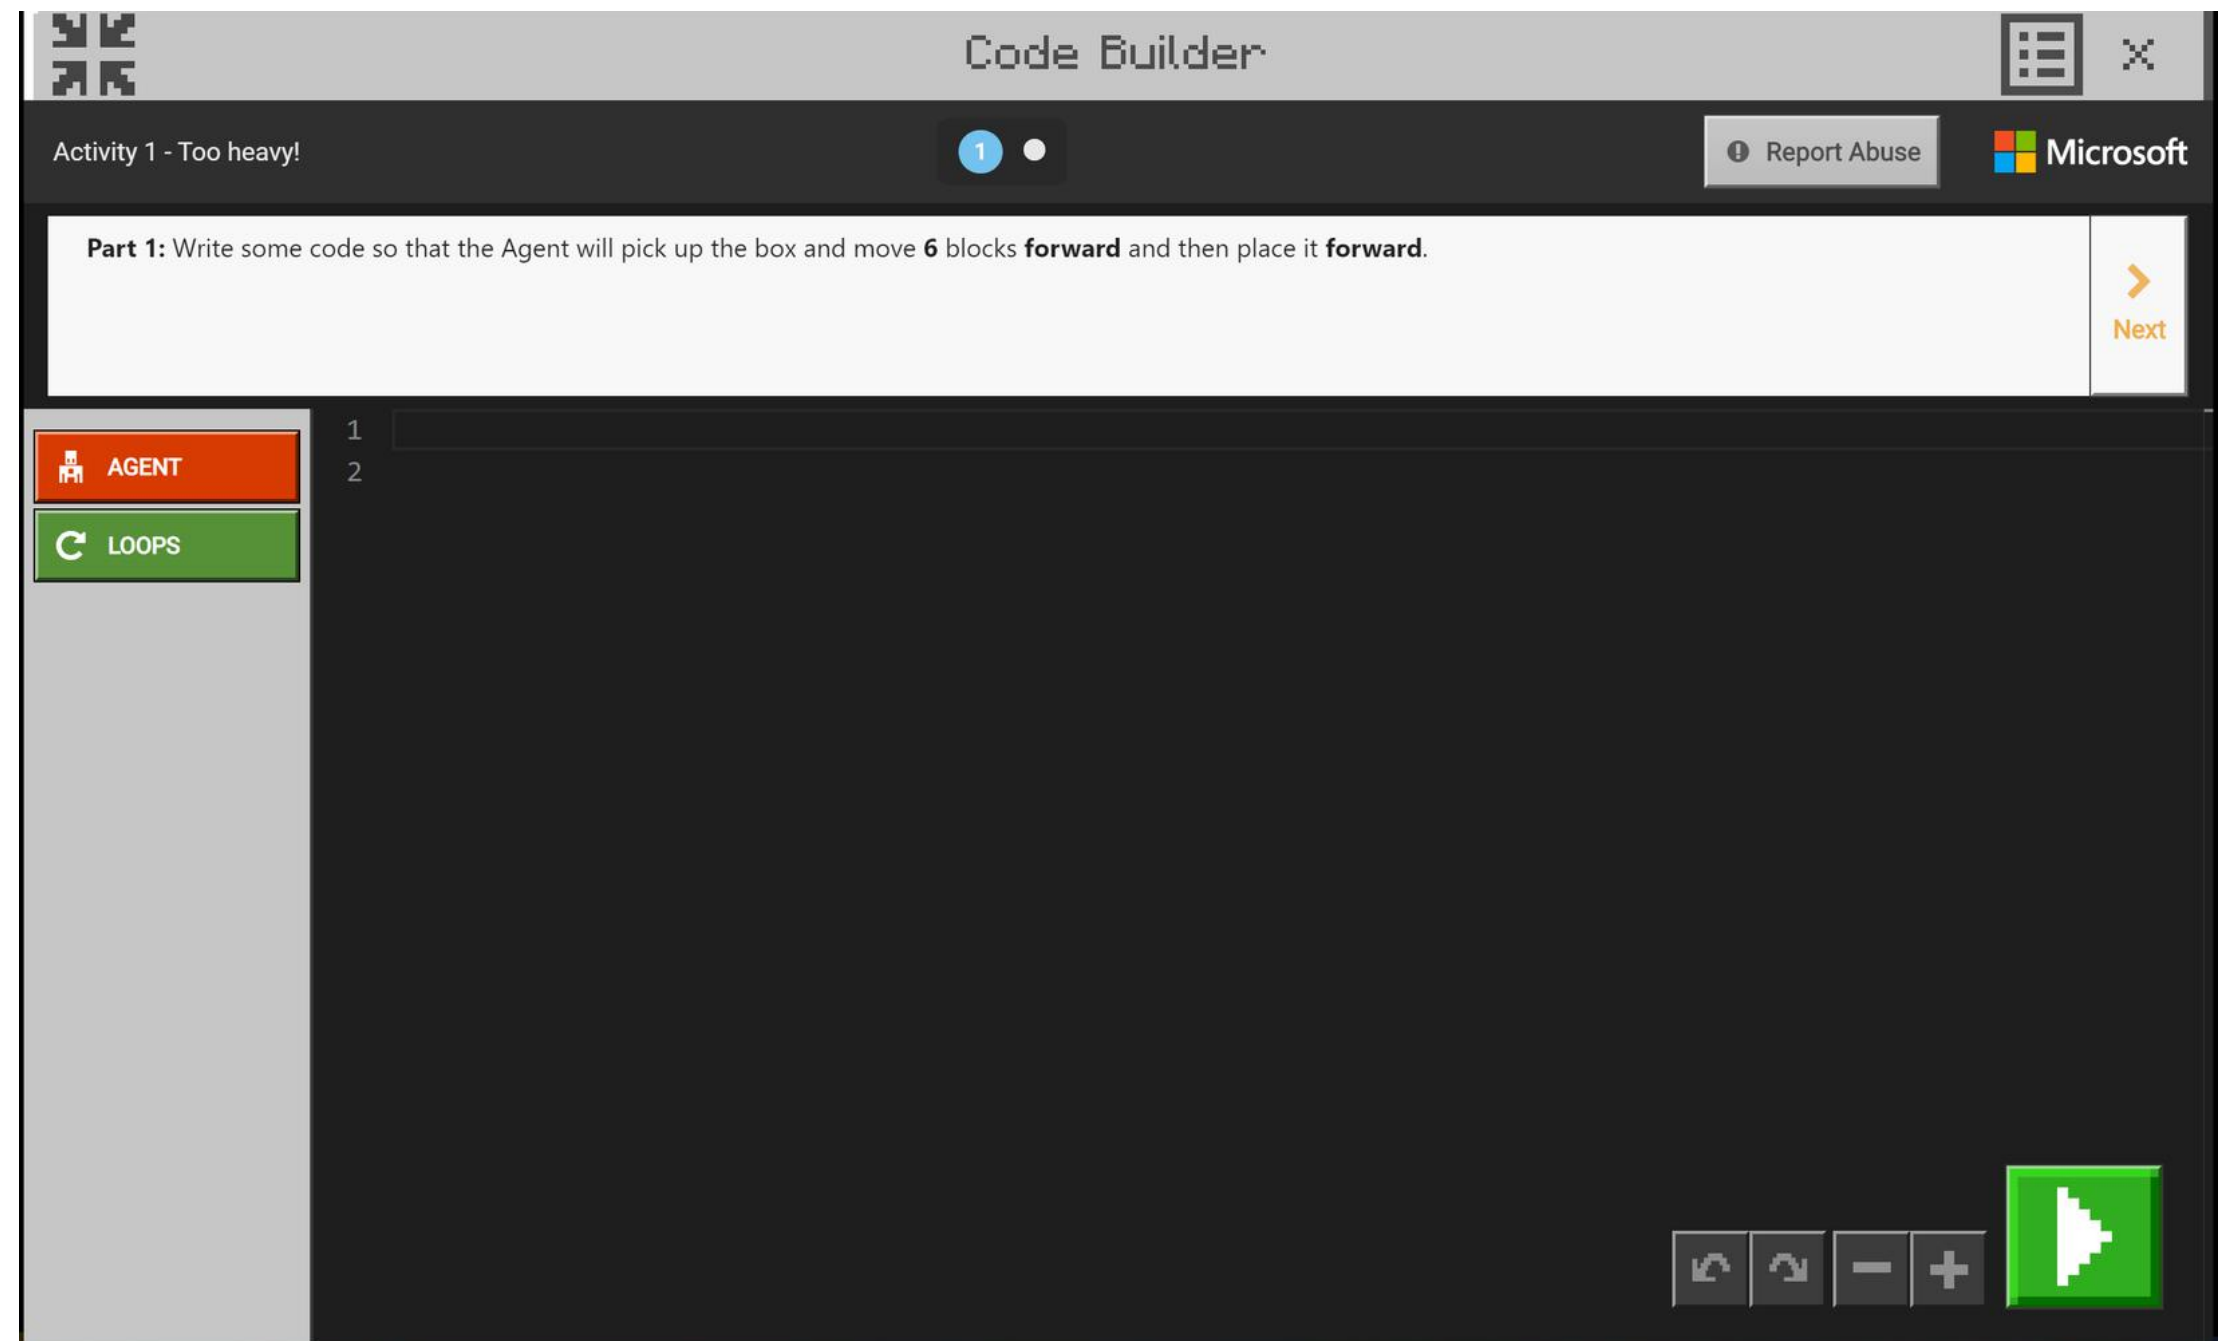 Code Builder
Activity 1 - Too heavy!
1
Report Abuse
Microsoft
Part 1: Write some code so that the Agent will pick up the box and move 6 blocks forward and then place it forward.
Next
AGENT
LOOPS
1
2